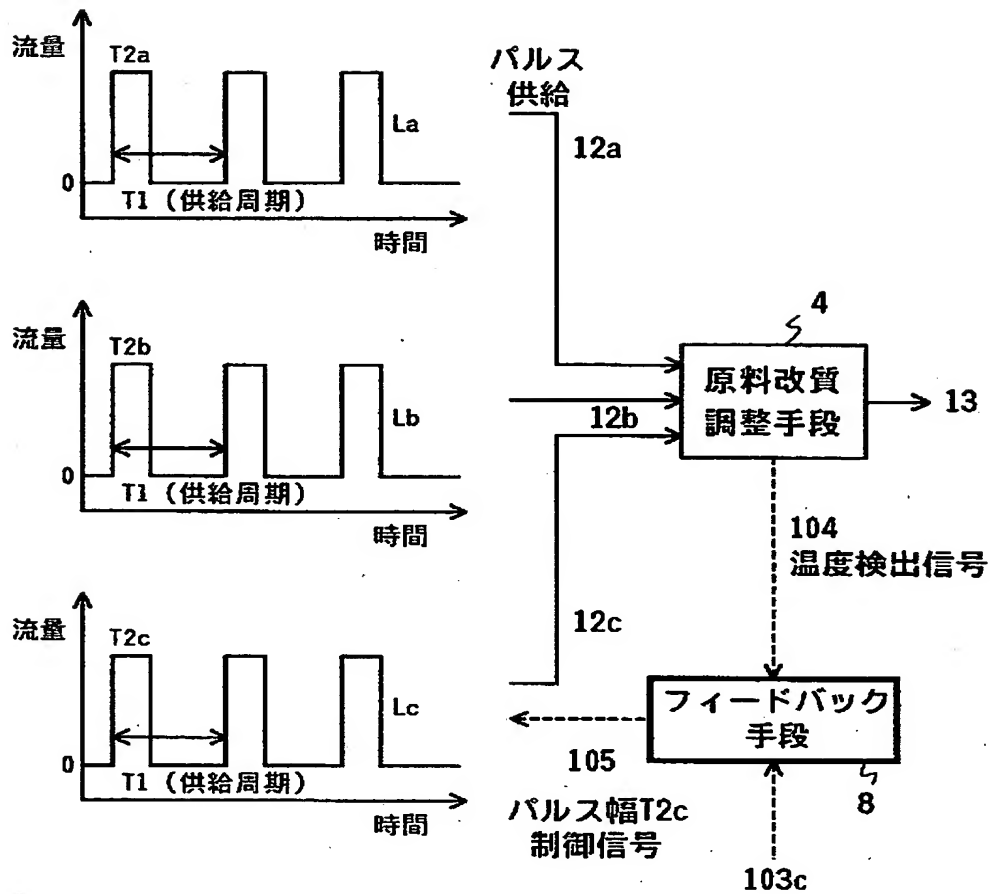 流量
T2a
La
0
T1(供給周期)
時間
流量
T2b
Lb
0
T1(供給周期)
時間
流量
T2c
Lc
0
T1(供給周期)
時間
パルス
供給
12a
12b
12c
4
原料改質
調整手段
13
104
温度検出信号
フィードバック
手段
8
105
パルス幅T2c
制御信号
103c